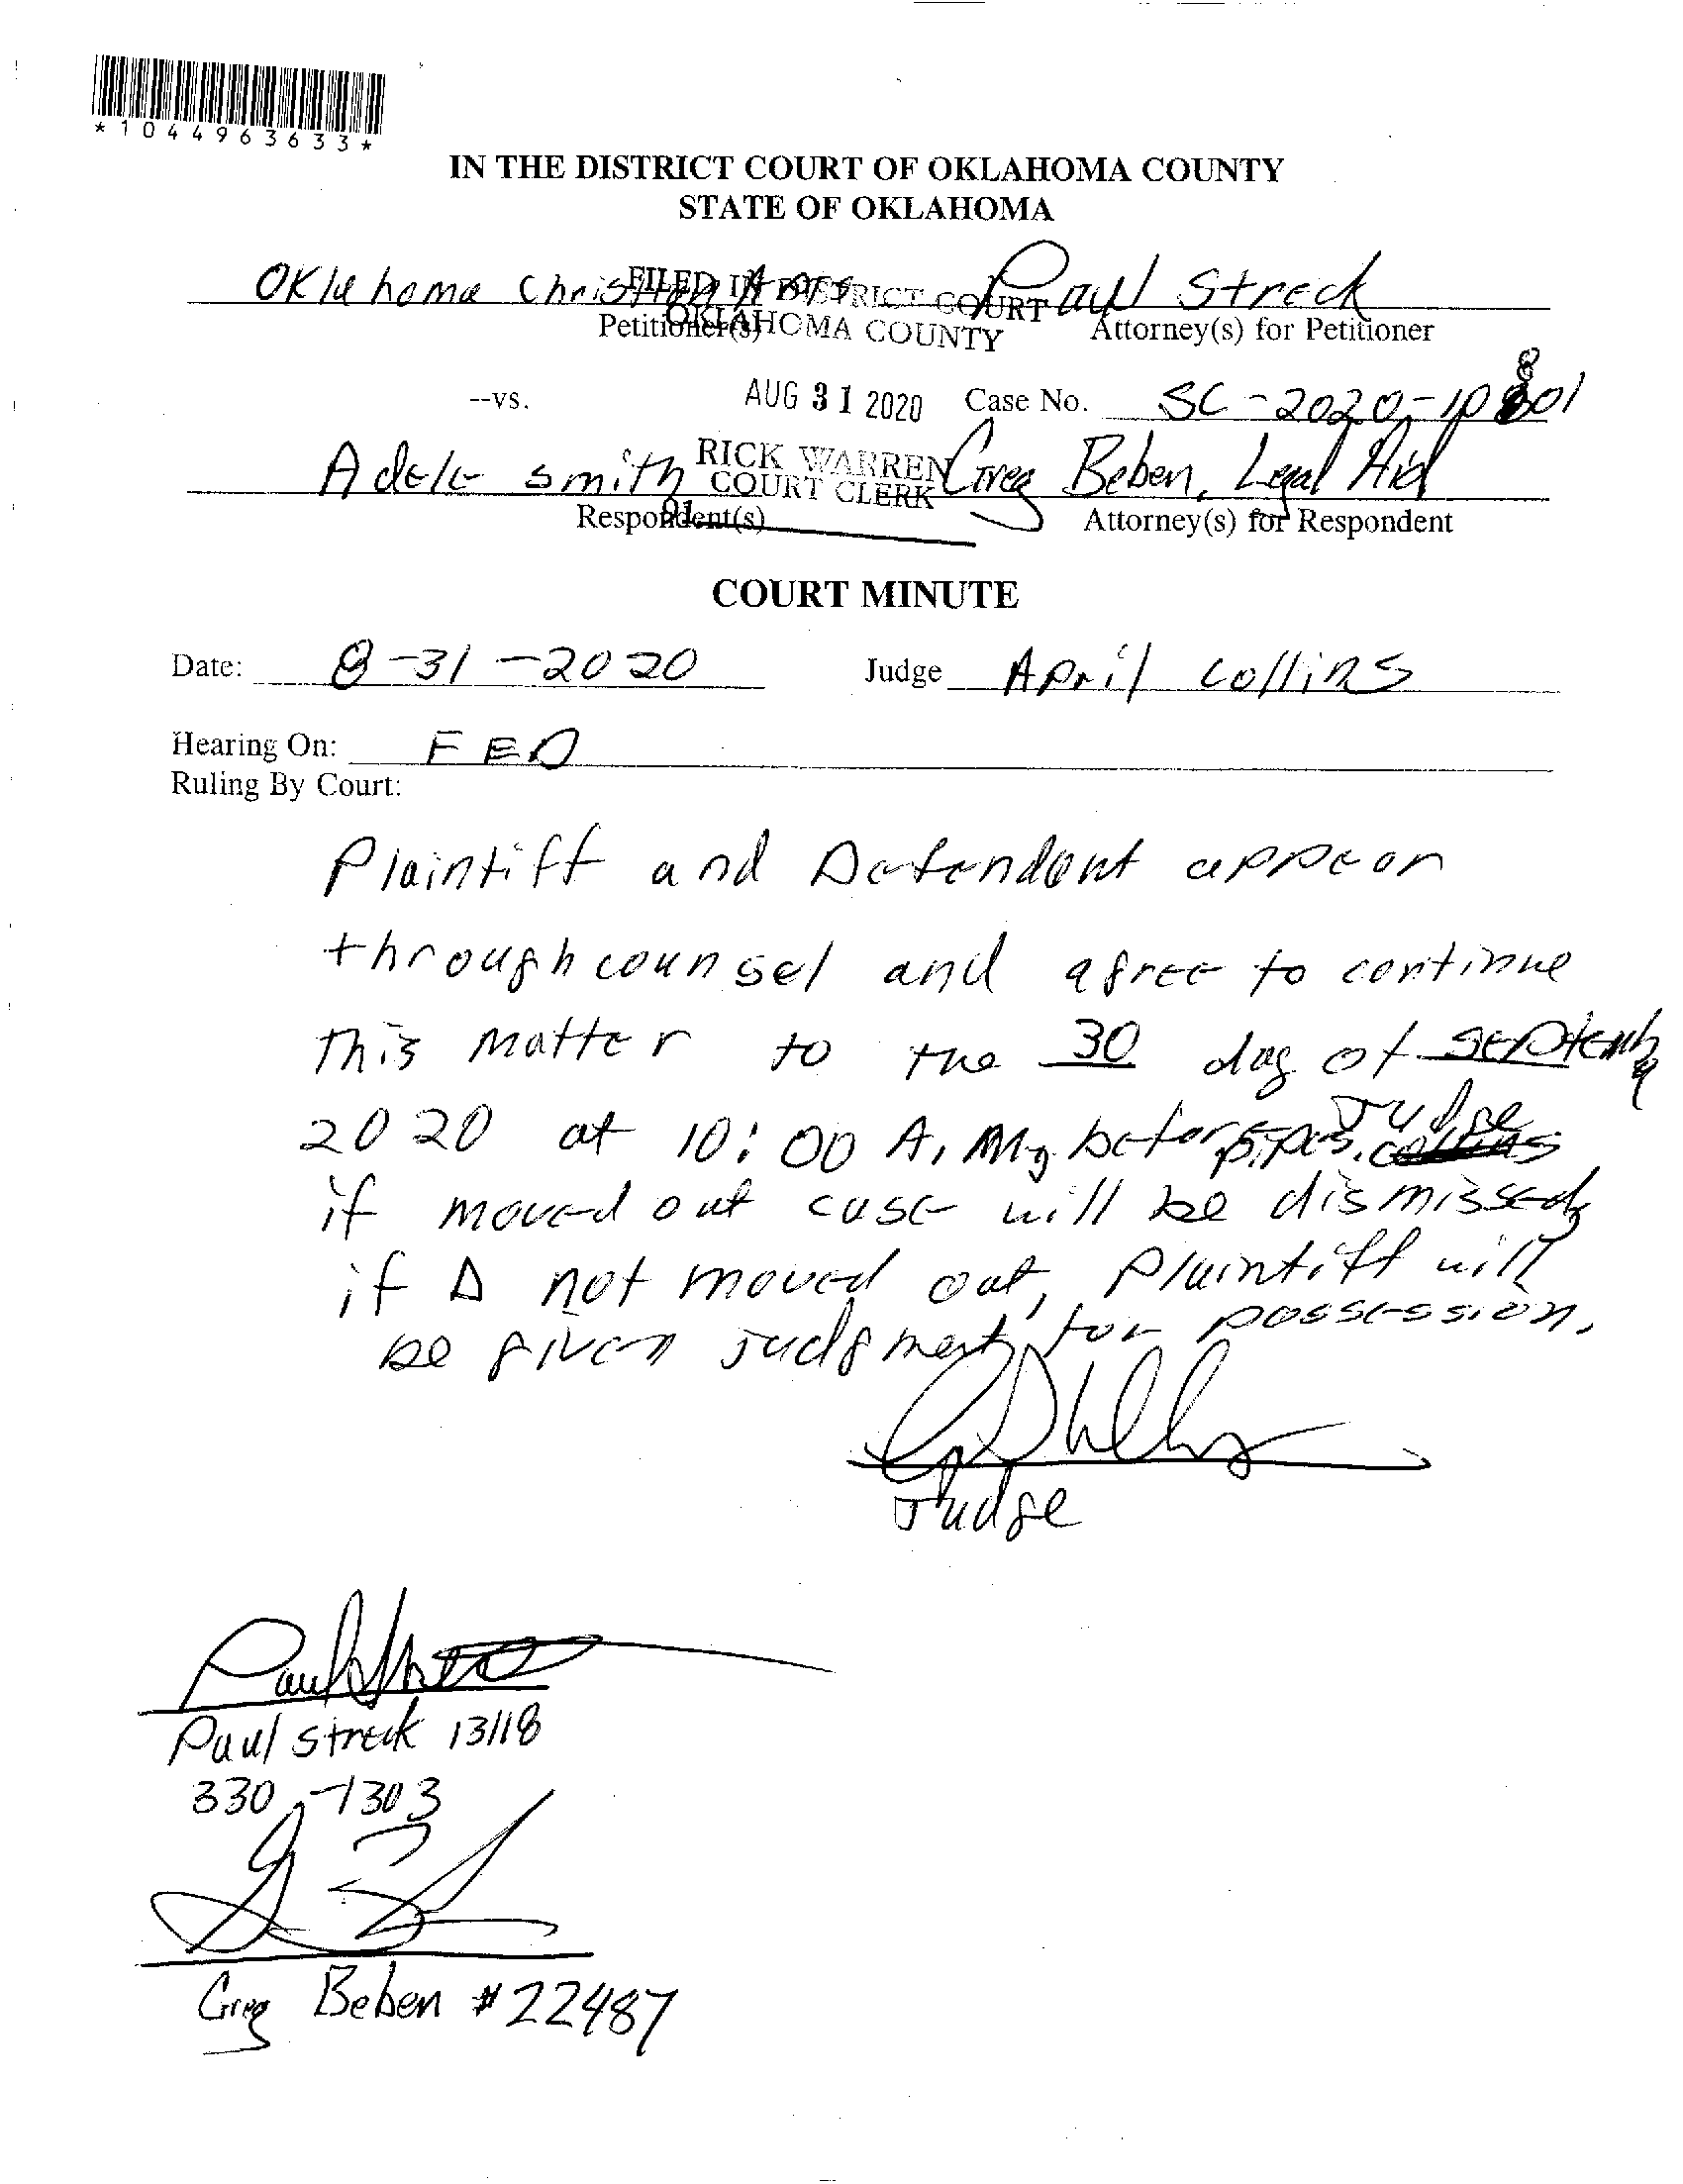 *1044963633*
IN THE DISTRICT COURT OF OKLAHOMA COUNTY
STATE OF OKLAHOMA
Oklahoma Christian Apts Paul Streck
FILED IN DISTRICT COURT
OKLAHOMA COUNTY
Petitioner(s) Attorney(s) for Petitioner
--vs. AUG 31 2020 Case No. SC-2020-10801
8
Adele Smith Greg Beben, Legal Aid
RICK WARREN
COURT CLERK
91
Respondent(s) Attorney(s) for Respondent
COURT MINUTE
Date: 8-31-2020 Judge April Collins
Hearing On: FED
Ruling By Court:
Plaintiff and Defendant appear
through counsel and agree to continue
this matter to the 30 day of September
2020 at 10:00 A.M, before Judge Pipes.
if moved out case will be dismissed,
if Δ not moved out, Plaintiff will
be given judgment for possession.
Judge
Paul Streck 13118
330-1303
Greg Beben #22487